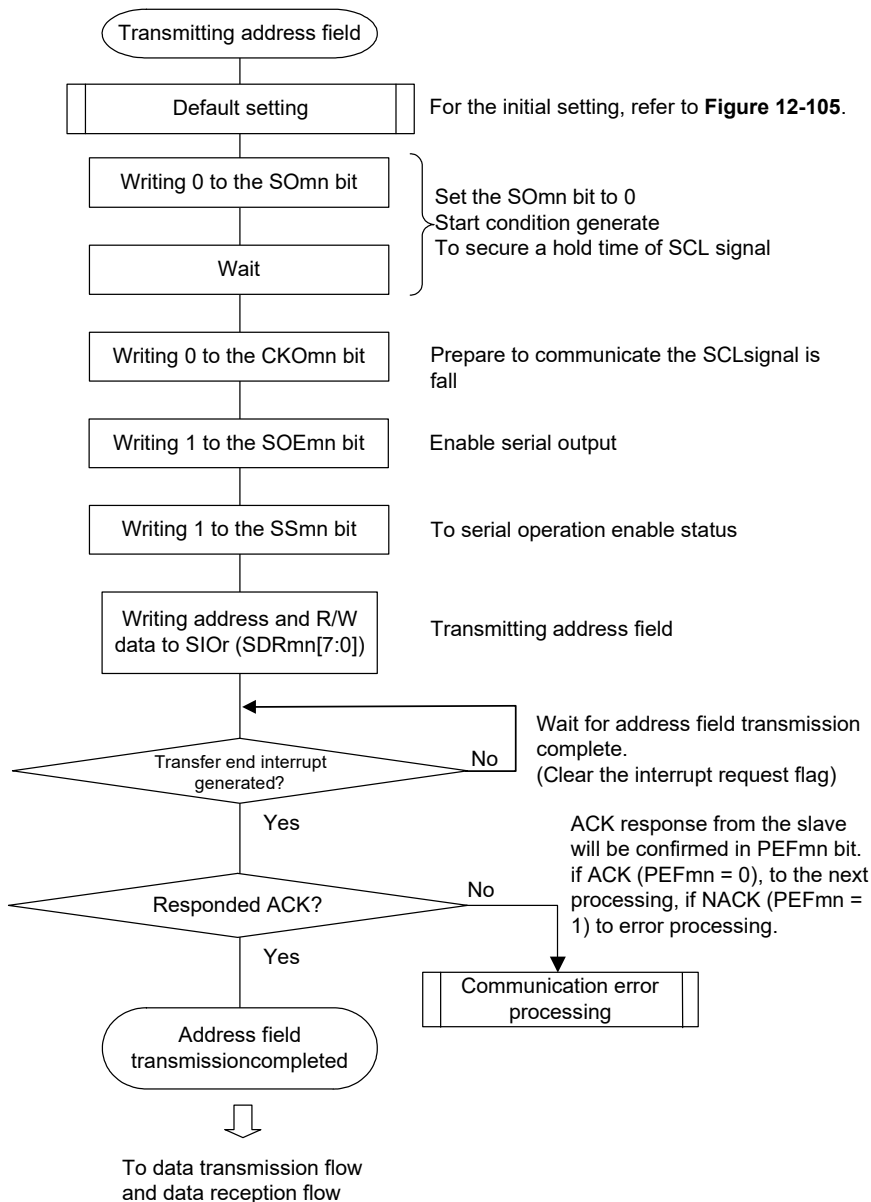 Transmitting address field
Default setting
For the initial setting, refer to Figure 12-105.
Writing 0 to the SOmn bit
Set the SOmn bit to 0
Start condition generate
To secure a hold time of SCL signal
Wait
Writing 0 to the CKOmn bit
Prepare to communicate the SCLsignal is
fall
Writing 1 to the SOEmn bit
Enable serial output
Writing 1 to the SSmn bit
To serial operation enable status
Writing address and R/W
data to SIOr (SDRmn[7:0])
Transmitting address field
Transfer end interrupt
generated?
No
Wait for address field transmission
complete.
(Clear the interrupt request flag)
Yes
ACK response from the slave
will be confirmed in PEFmn bit.
if ACK (PEFmn = 0), to the next
processing, if NACK (PEFmn =
1) to error processing.
Responded ACK?
No
Yes
Communication error
processing
Address field
transmissioncompleted
To data transmission flow
and data reception flow